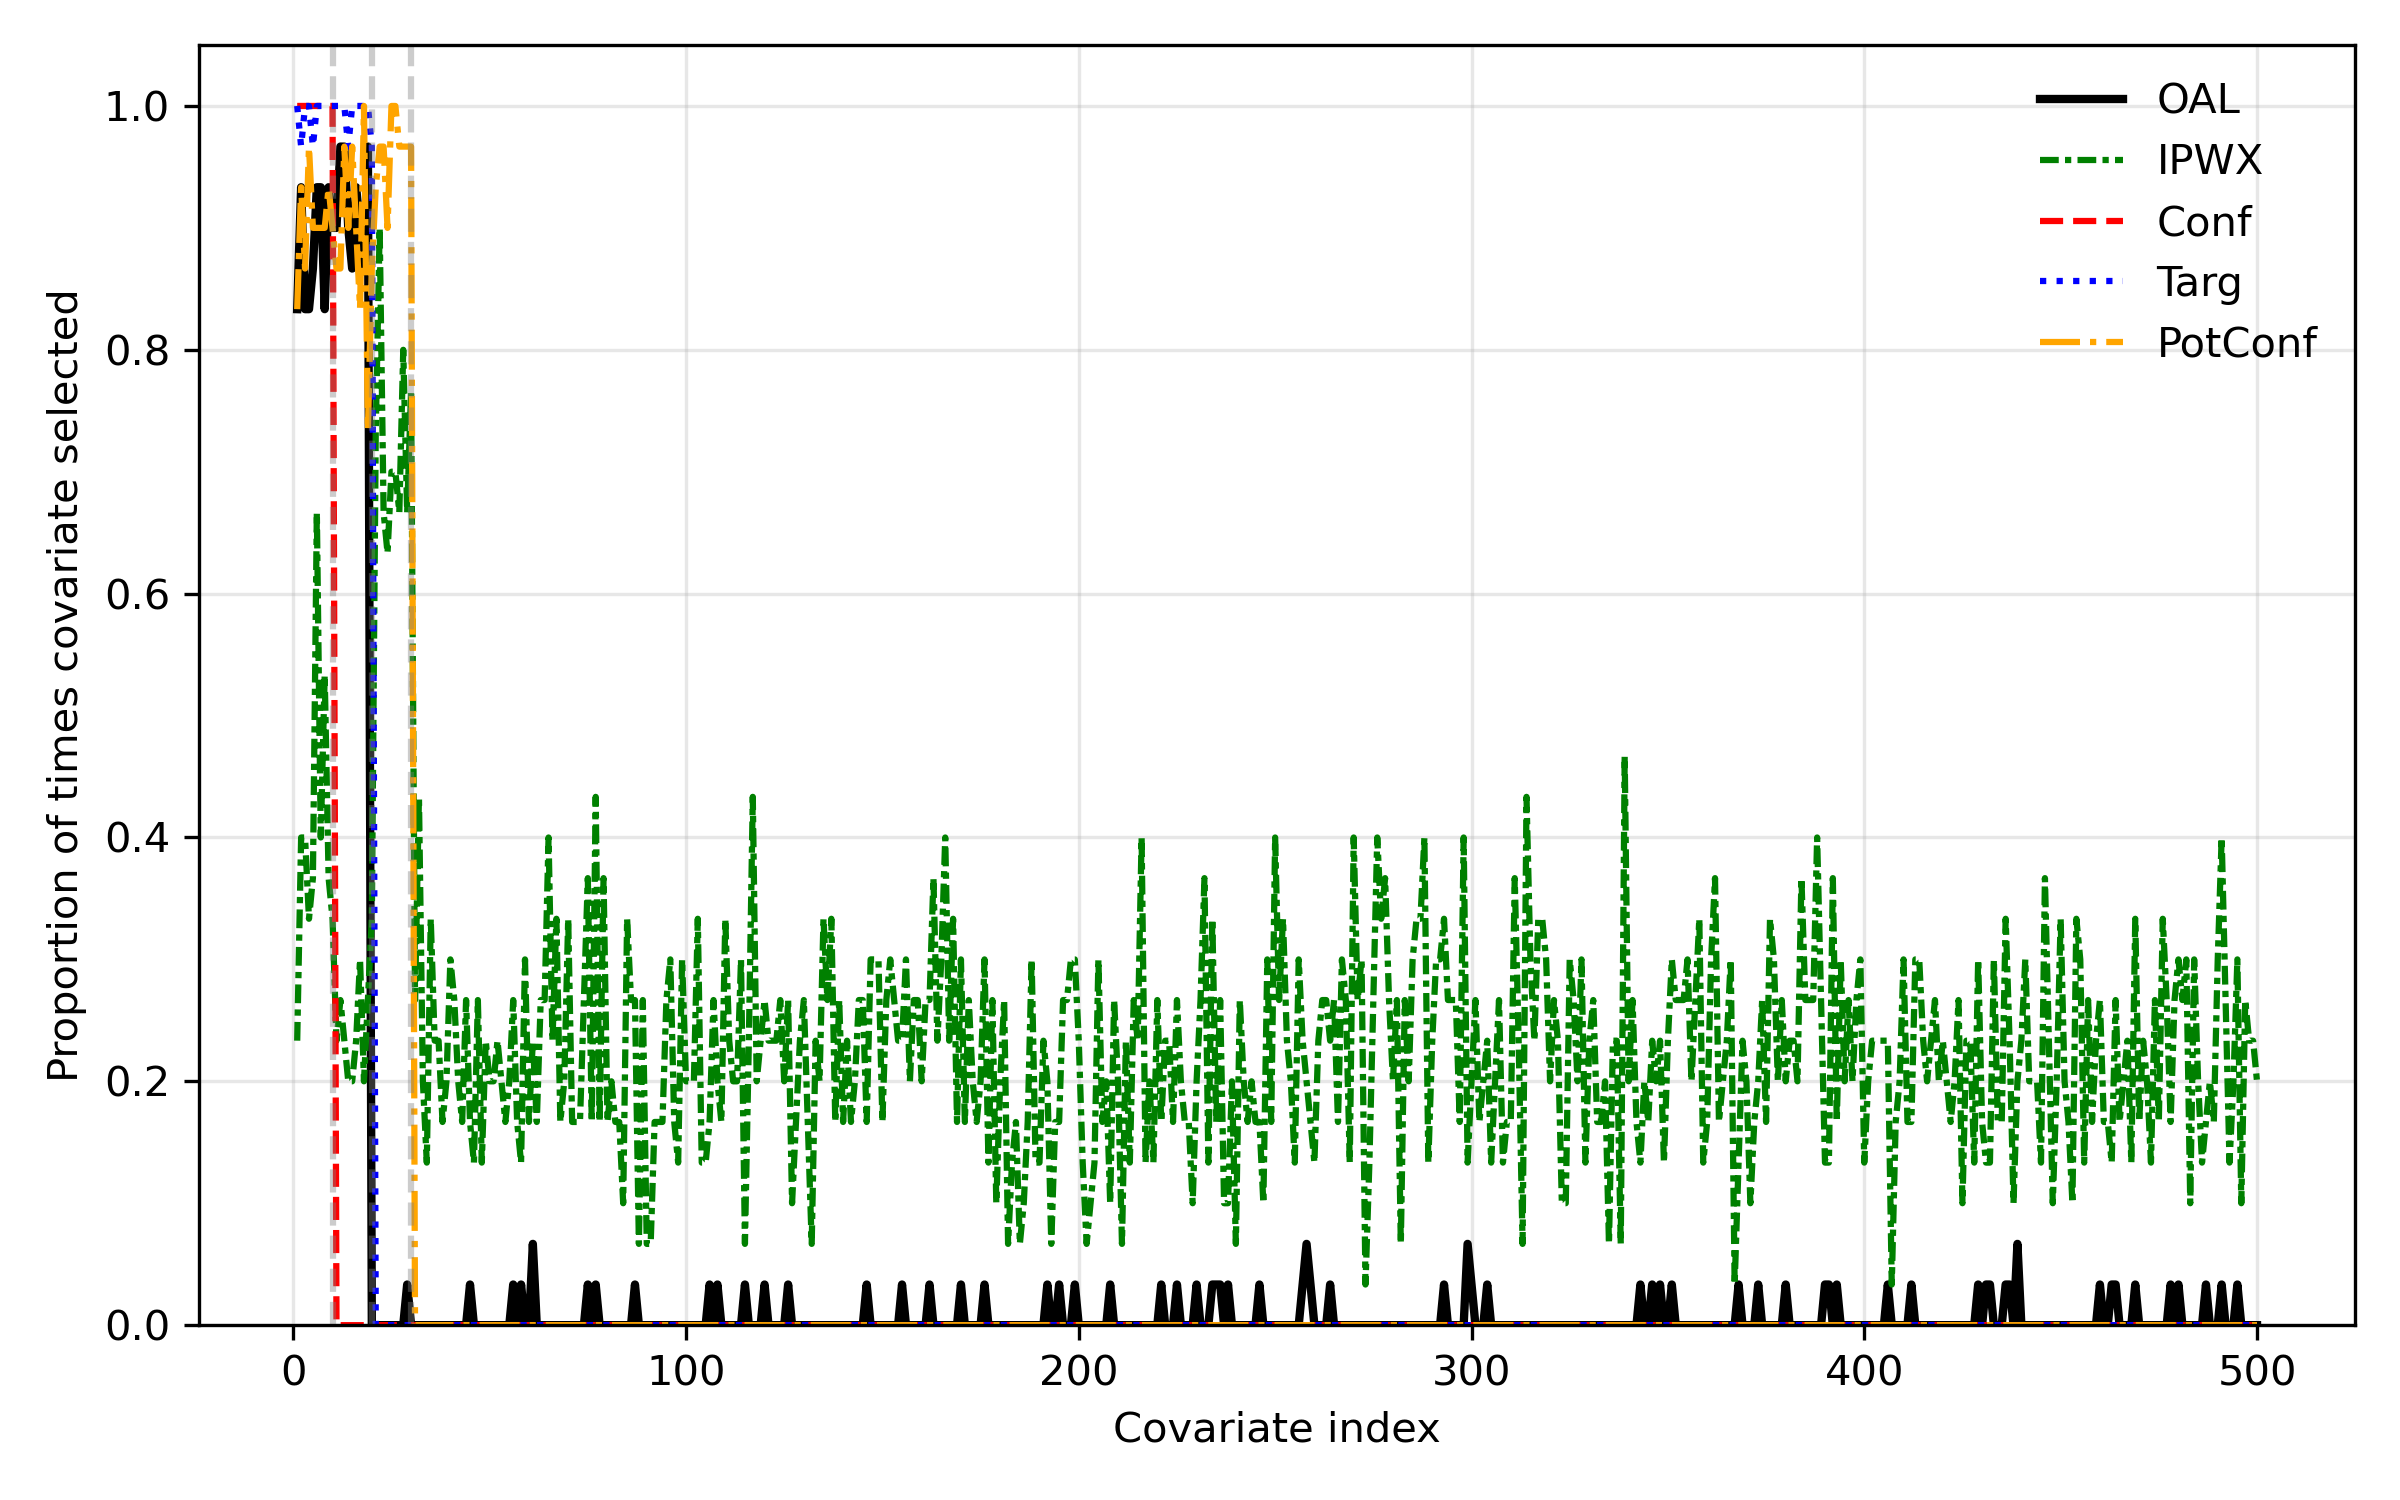 1.0
0.8
0.6
0.4
0.2
0.0
Proportion of times covariate selected
0 100 200 300 400 500
Covariate index
OAL
IPWX
Conf
Targ
PotConf